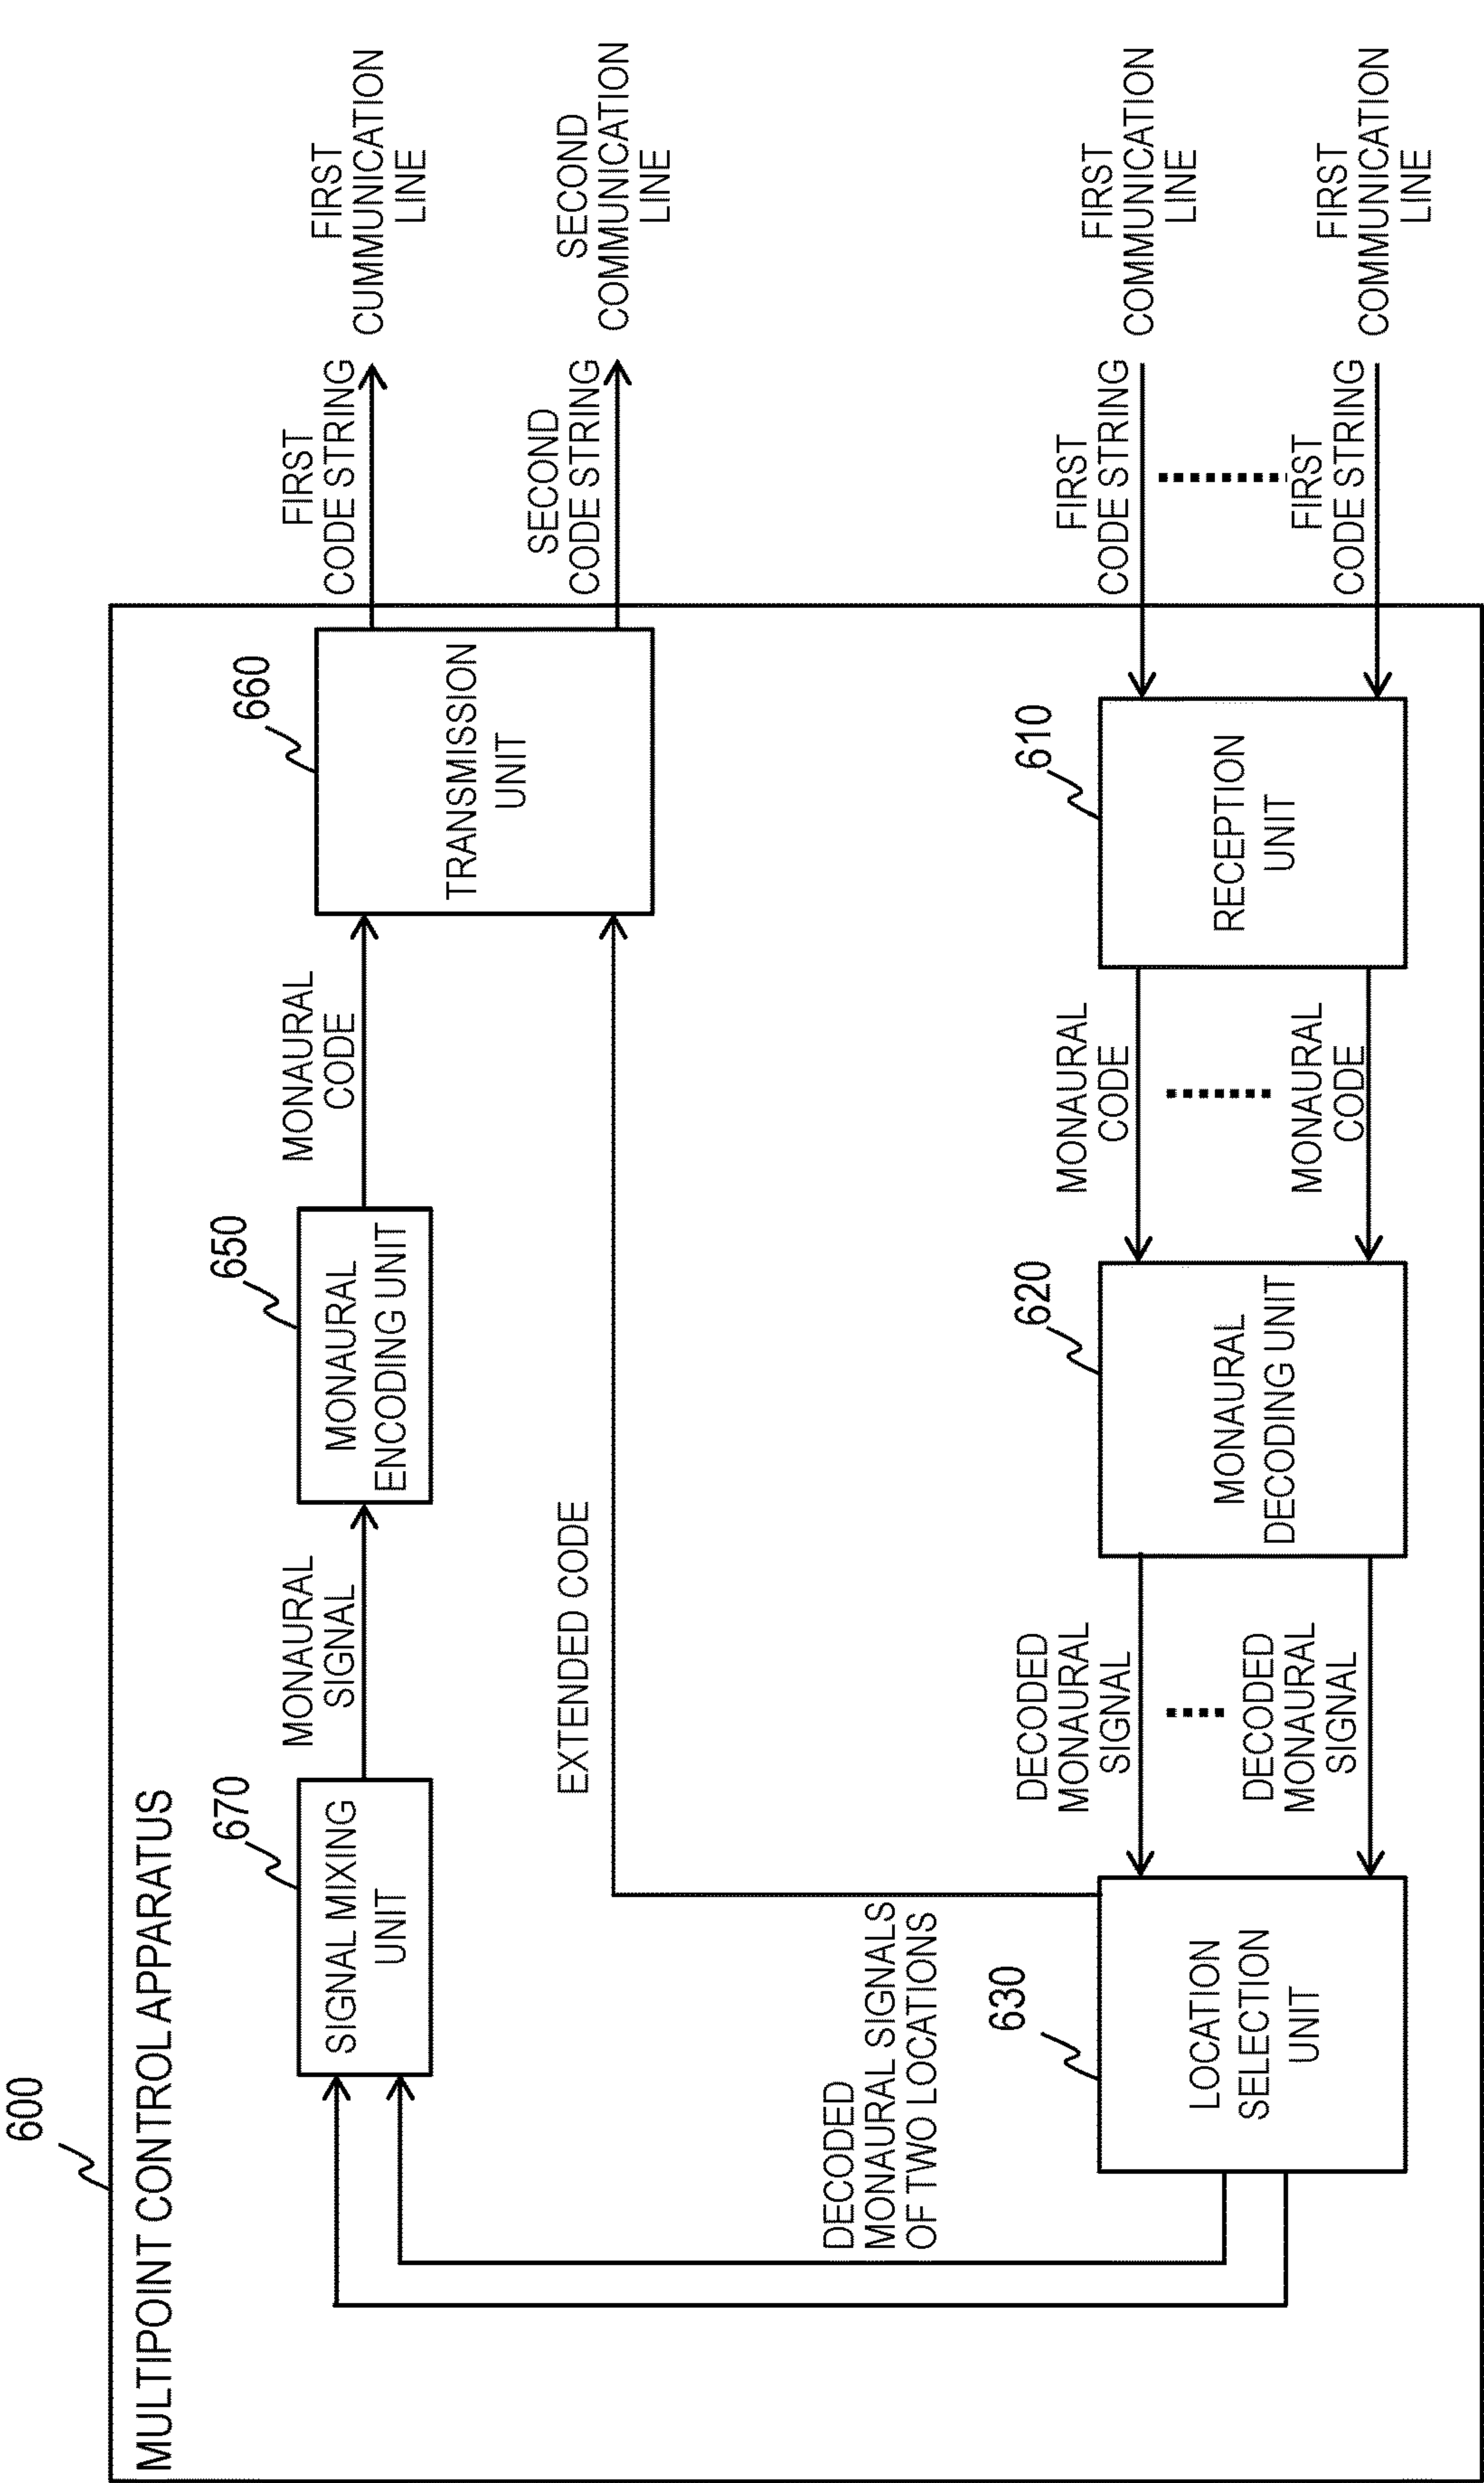 600
MULTIPOINT CONTROL APPARATUS
670
SIGNAL MIXING
UNIT
MONAURAL
SIGNAL
650
MONAURAL
ENCODING UNIT
MONAURAL
CODE
660
TRANSMISSION
UNIT
FIRST
CODE STRING
FIRST
CUMMUNICATION
LINE
EXTENDED CODE
SECOND
CODE STRING
SECOND
COMMUNICATION
LINE
DECODED
MONAURAL SIGNALS
OF TWO LOCATIONS
630
LOCATION
SELECTION
UNIT
DECODED
MONAURAL
SIGNAL
DECODED
MONAURAL
SIGNAL
620
MONAURAL
DECODING UNIT
MONAURAL
CODE
MONAURAL
CODE
610
RECEPTION
UNIT
FIRST
CODE STRING
FIRST
COMMUNICATION
LINE
FIRST
CODE STRING
FIRST
COMMUNICATION
LINE